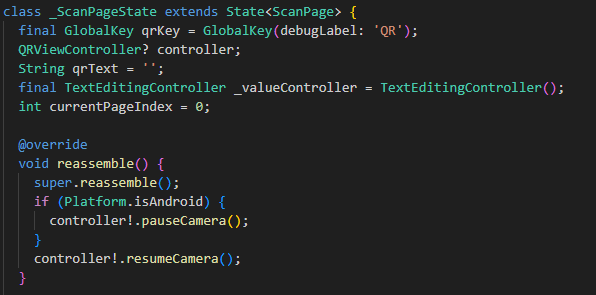 class _ScanPageState extends State<ScanPage> {
  final GlobalKey qrKey = GlobalKey(debugLabel: 'QR');
  QRViewController? controller;
  String qrText = '';
  final TextEditingController _valueController = TextEditingController();
  int currentPageIndex = 0;

  @override
  void reassemble() {
    super.reassemble();
    if (Platform.isAndroid) {
      controller!.pauseCamera();
    }
    controller!.resumeCamera();
  }